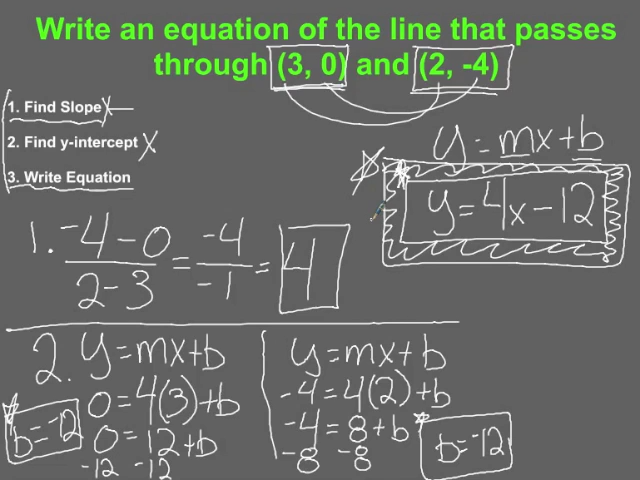 Write an equation of the line that passes
through (3, 0) and (2, -4)
1. Find Slope
2. Find y-intercept
3. Write Equation
y = mx + b
y = 4x - 12
1. -4 - 0 / 2 - 3 = -4 / -1 = 4
2. y = mx + b
0 = 4(3) + b
0 = 12 + b
-12 -12
b = -12
y = mx + b
-4 = 4(2) + b
-4 = 8 + b
-8 -8
b = -12